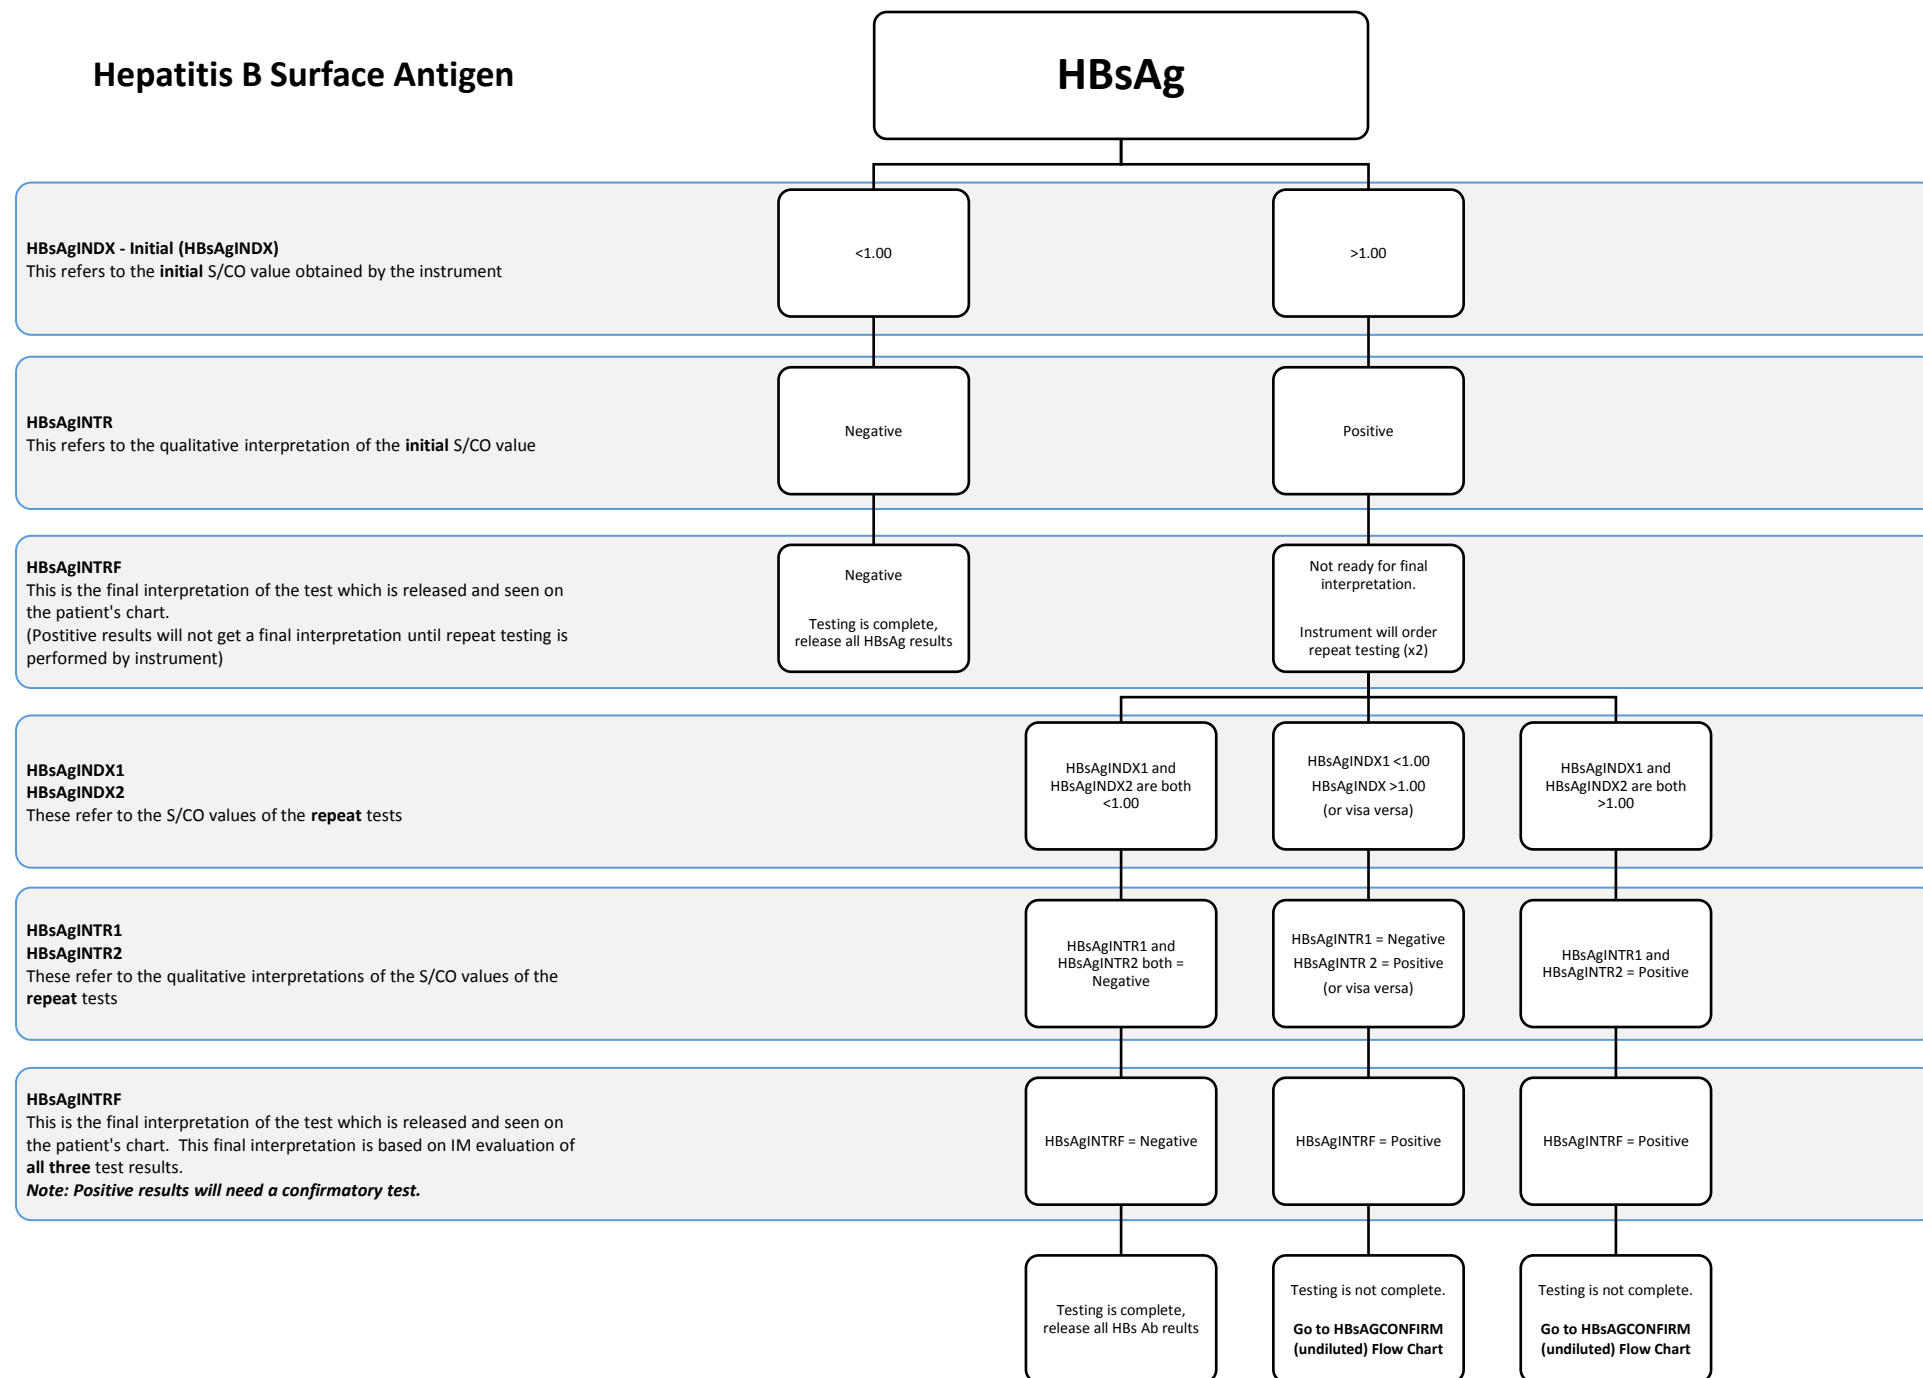 Hepatitis B Surface Antigen
HBsAg
HBsAgINDX - Initial (HBsAgINDX)
This refers to the initial S/CO value obtained by the instrument
<1.00
>1.00
HBsAgINTR
This refers to the qualitative interpretation of the initial S/CO value
Negative
Positive
HBsAgINTRF
This is the final interpretation of the test which is released and seen on
the patient's chart.
(Postitive results will not get a final interpretation until repeat testing is
performed by instrument)
Negative
Testing is complete,
release all HBsAg results
Not ready for final
interpretation.
Instrument will order
repeat testing (x2)
HBsAgINDX1
HBsAgINDX2
These refer to the S/CO values of the repeat tests
HBsAgINDX1 and
HBsAgINDX2 are both
<1.00
HBsAgINDX1 <1.00
HBsAgINDX >1.00
(or visa versa)
HBsAgINDX1 and
HBsAgINDX2 are both
>1.00
HBsAgINTR1
HBsAgINTR2
These refer to the qualitative interpretations of the S/CO values of the
repeat tests
HBsAgINTR1 and
HBsAgINTR2 both =
Negative
HBsAgINTR1 = Negative
HBsAgINTR 2 = Positive
(or visa versa)
HBsAgINTR1 and
HBsAgINTR2 = Positive
HBsAgINTRF
This is the final interpretation of the test which is released and seen on
the patient's chart.  This final interpretation is based on IM evaluation of
all three test results.
Note: Positive results will need a confirmatory test.
HBsAgINTRF = Negative
HBsAgINTRF = Positive
HBsAgINTRF = Positive
Testing is complete,
release all HBs Ab reults
Testing is not complete.
Go to HBsAGCONFIRM
(undiluted) Flow Chart
Testing is not complete.
Go to HBsAGCONFIRM
(undiluted) Flow Chart